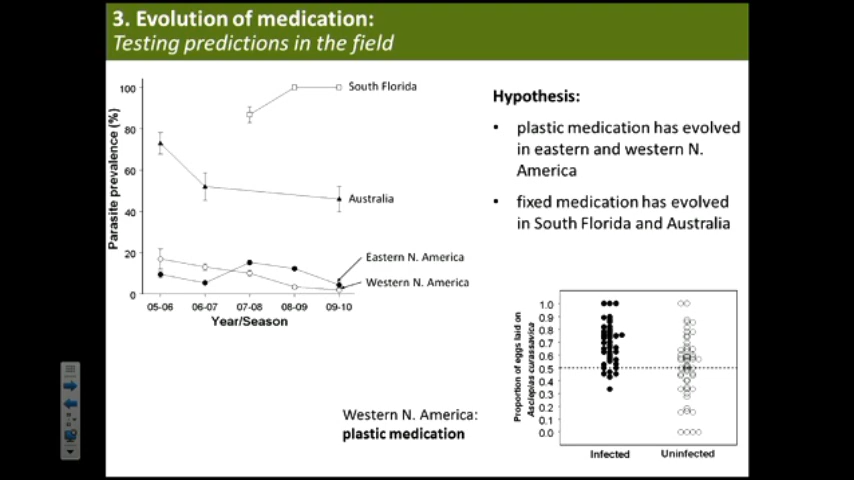 3. Evolution of medication:
Testing predictions in the field
Parasite prevalence (%)
100
80
60
40
20
0
05-06 06-07 07-08 08-09 09-10
Year/Season
South Florida
Australia
Eastern N. America
Western N. America
Hypothesis:
• plastic medication has evolved
in eastern and western N.
America
• fixed medication has evolved
in South Florida and Australia
Western N. America:
plastic medication
Proportion of eggs laid on
Asclepias curassavica
1.0
0.9
0.8
0.7
0.6
0.5
0.4
0.3
0.2
0.1
0.0
Infected Uninfected